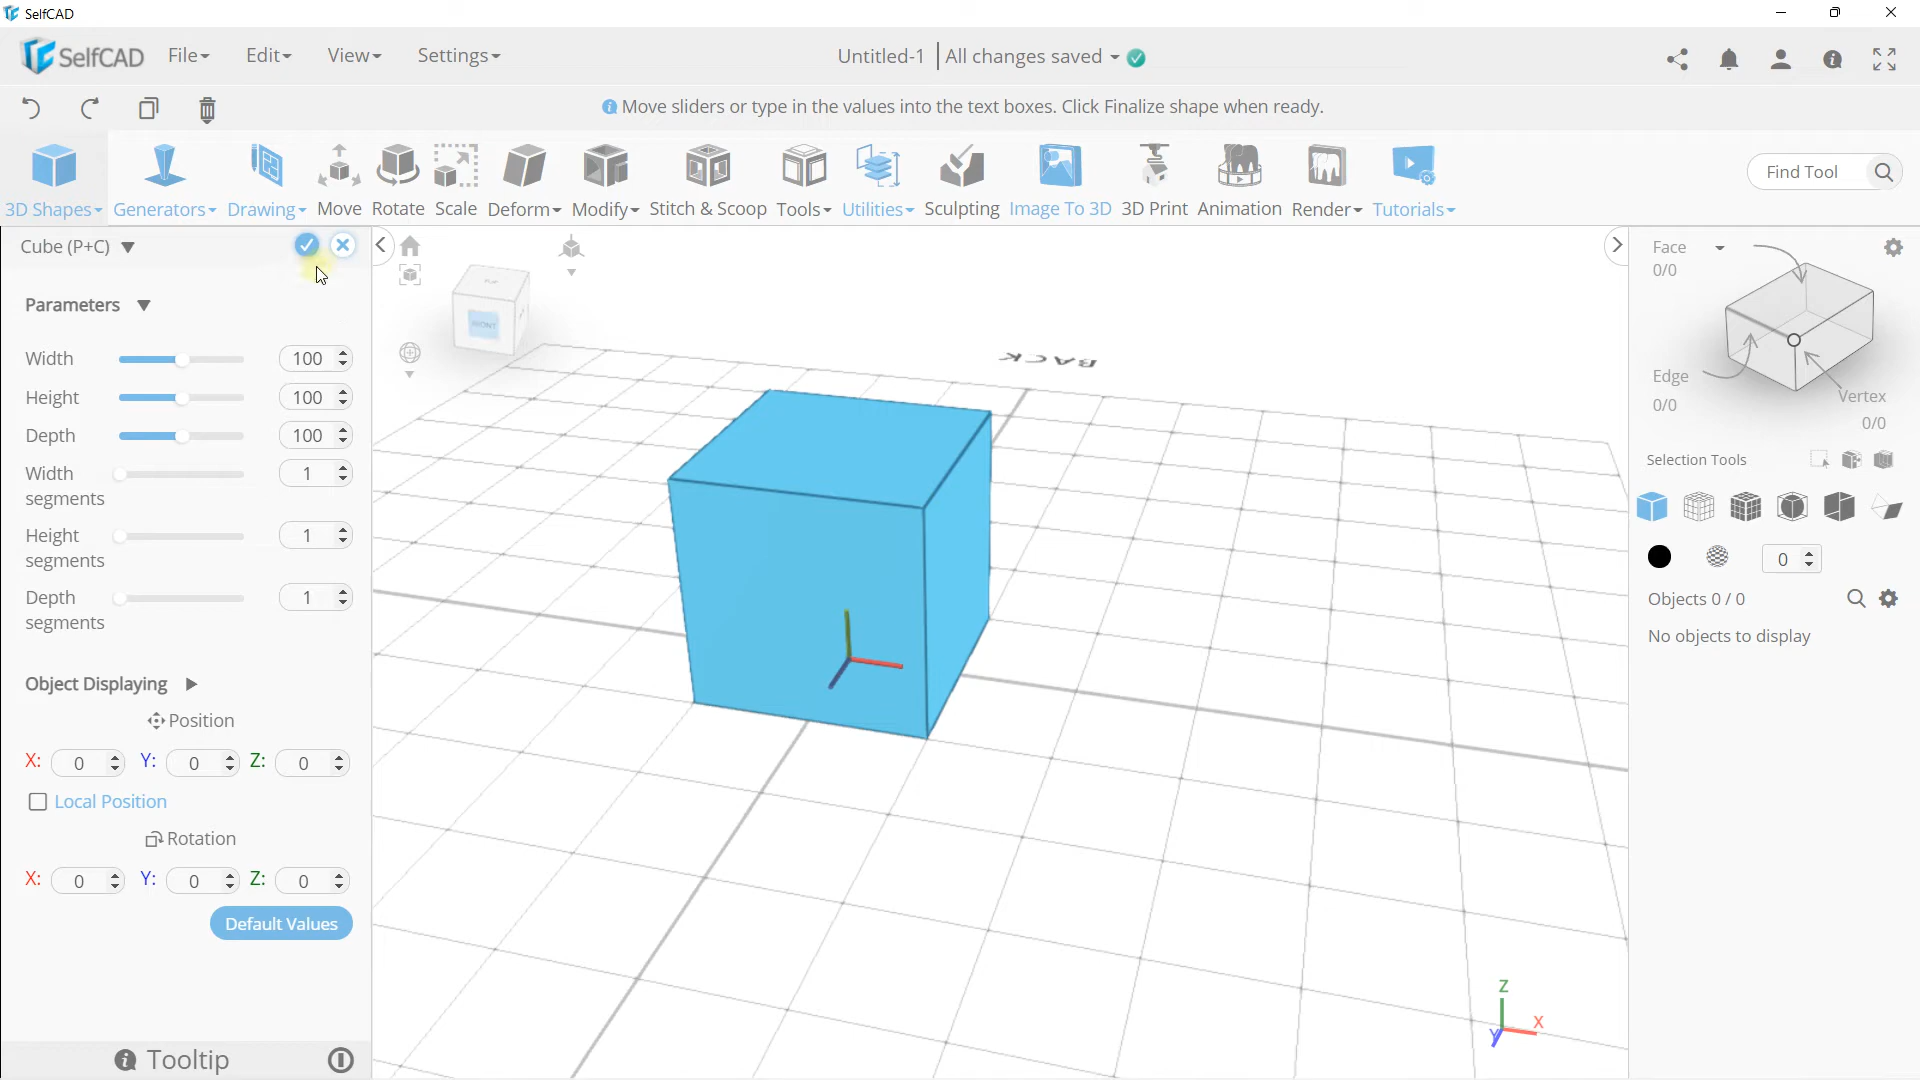 SelfCAD
SelfCAD File Edit View Settings Untitled-1 All changes saved
Move sliders or type in the values into the text boxes. Click Finalize shape when ready.
Find Tool
3D Shapes Generators Drawing Move Rotate Scale Deform Modify Stitch & Scoop Tools Utilities Sculpting Image To 3D 3D Print Animation Render Tutorials
Cube (P+C)
Parameters
Width 100
Height 100
Depth 100
Width segments 1
Height segments 1
Depth segments 1
Object Displaying
Position
X: 0 Y: 0 Z: 0
Local Position
Rotation
X: 0 Y: 0 Z: 0
Default Values
Tooltip
FRONT
BACK
Z
X
Y
Face
0/0
Edge
0/0
Vertex
0/0
Selection Tools
0
Objects 0 / 0
No objects to display